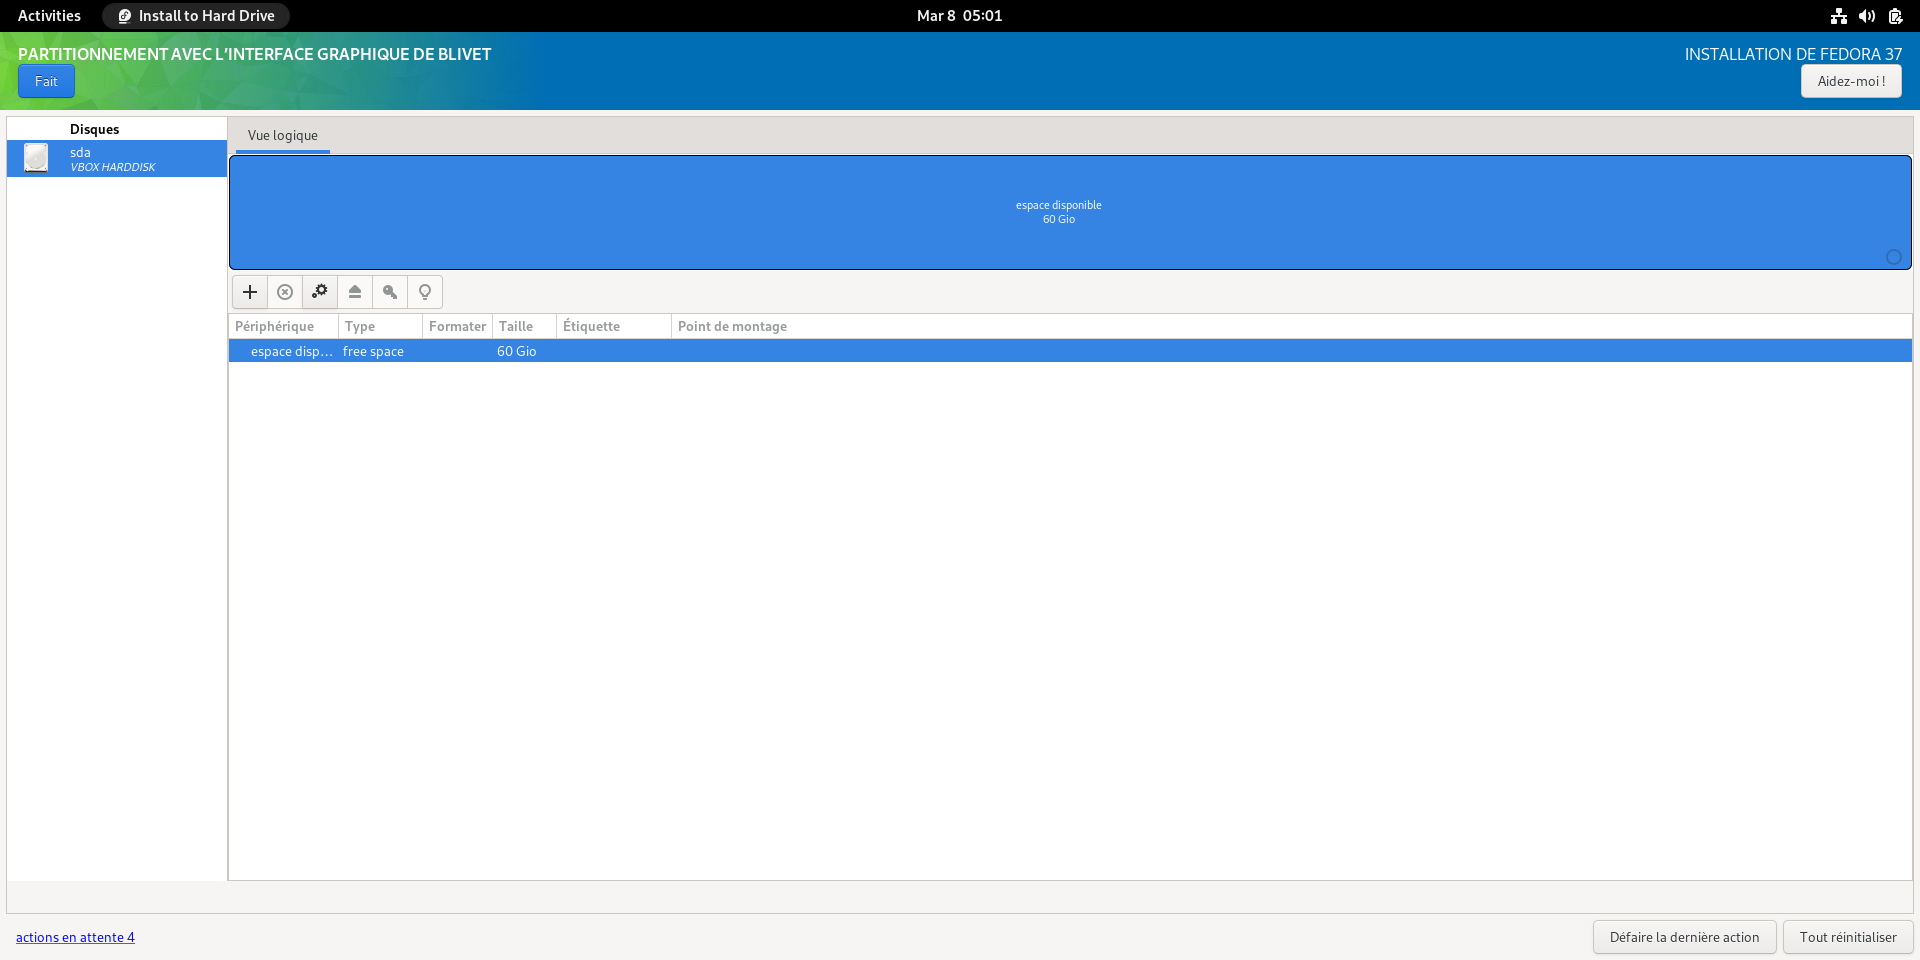 Activities
Install to Hard Drive
Mar 8 05:01
PARTITIONNEMENT AVEC L'INTERFACE GRAPHIQUE DE BLIVET
INSTALLATION DE FEDORA 37
Fait
Aidez-moi !
Disques
sda
VBOX HARDDISK
Vue logique
espace disponible
60 Gio
Périphérique Type Formater Taille Étiquette Point de montage
espace disp... free space 60 Gio
actions en attente 4
Défaire la dernière action
Tout réinitialiser